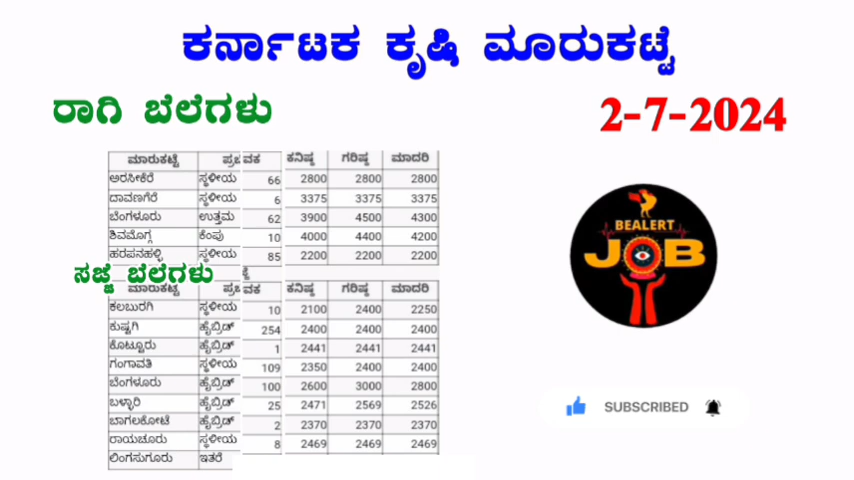 ಕರ್ನಾಟಕ ಕೃಷಿ ಮಾರುಕಟ್ಟೆ
ರಾಗಿ ಬೆಲೆಗಳು 2-7-2024
ಮಾರುಕಟ್ಟೆ ಪ್ರಭ ವಕ ಕನಿಷ್ಠ ಗರಿಷ್ಠ ಮಾದರಿ
ಅರಸೀಕೆರೆ ಸ್ಥಳೀಯ 66 2800 2800 2800
ದಾವಣಗೆರೆ ಸ್ಥಳೀಯ 6 3375 3375 3375
ಬೆಂಗಳೂರು ಉತ್ತಮ 62 3900 4500 4300
ಶಿವಮೊಗ್ಗ ಕೆಂಪು 10 4000 4400 4200
ಹರಪನಹಳ್ಳಿ ಸ್ಥಳೀಯ 85 2200 2200 2200
ಸಜ್ಜೆ ಬೆಲೆಗಳು
ಮಾರುಕಟ್ಟೆ ಪ್ರಭ ವಕ ಕನಿಷ್ಠ ಗರಿಷ್ಠ ಮಾದರಿ
ಕಲಬುರಗಿ ಸ್ಥಳೀಯ 10 2100 2400 2250
ಕುಷ್ಟಗಿ ಹೈಬ್ರಿಡ್ 254 2400 2400 2400
ಕೊಟ್ಟೂರು ಹೈಬ್ರಿಡ್ 1 2441 2441 2441
ಗಂಗಾವತಿ ಸ್ಥಳೀಯ 109 2350 2400 2400
ಬೆಂಗಳೂರು ಹೈಬ್ರಿಡ್ 100 2600 3000 2800
ಬಳ್ಳಾರಿ ಹೈಬ್ರಿಡ್ 25 2471 2569 2526
ಬಾಗಲಕೋಟೆ ಹೈಬ್ರಿಡ್ 2 2370 2370 2370
ರಾಯಚೂರು ಸ್ಥಳೀಯ 8 2469 2469 2469
ಲಿಂಗಸುಗೂರು ಇತರೆ
BEALERT
JOB
SUBSCRIBED